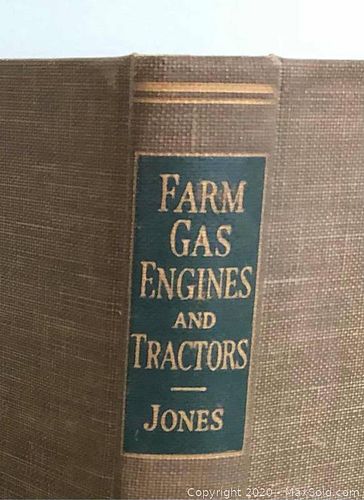 FARM
GAS
ENGINES
AND
TRACTORS
JONES
Copyright © 2020 - MaxSold.com